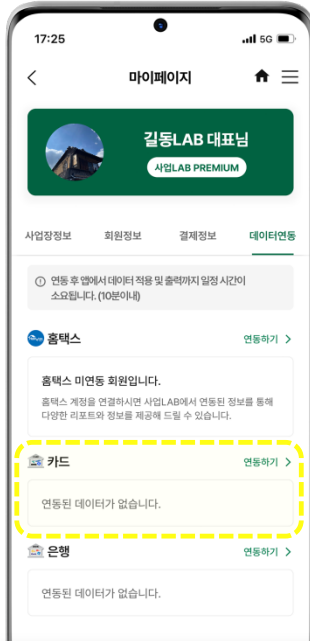 17:25
5G
마이페이지
길동LAB 대표님
사업LAB PREMIUM
사업장정보 회원정보 결제정보 데이터연동
연동 후 앱에서 데이터 적용 및 출력까지 일정 시간이
소요됩니다. (10분이내)
홈택스 연동하기
홈택스 미연동 회원입니다.
홈택스 계정을 연결하시면 사업LAB에서 연동된 정보를 통해
다양한 리포트와 정보를 제공해 드릴 수 있습니다.
카드 연동하기
연동된 데이터가 없습니다.
은행 연동하기
연동된 데이터가 없습니다.